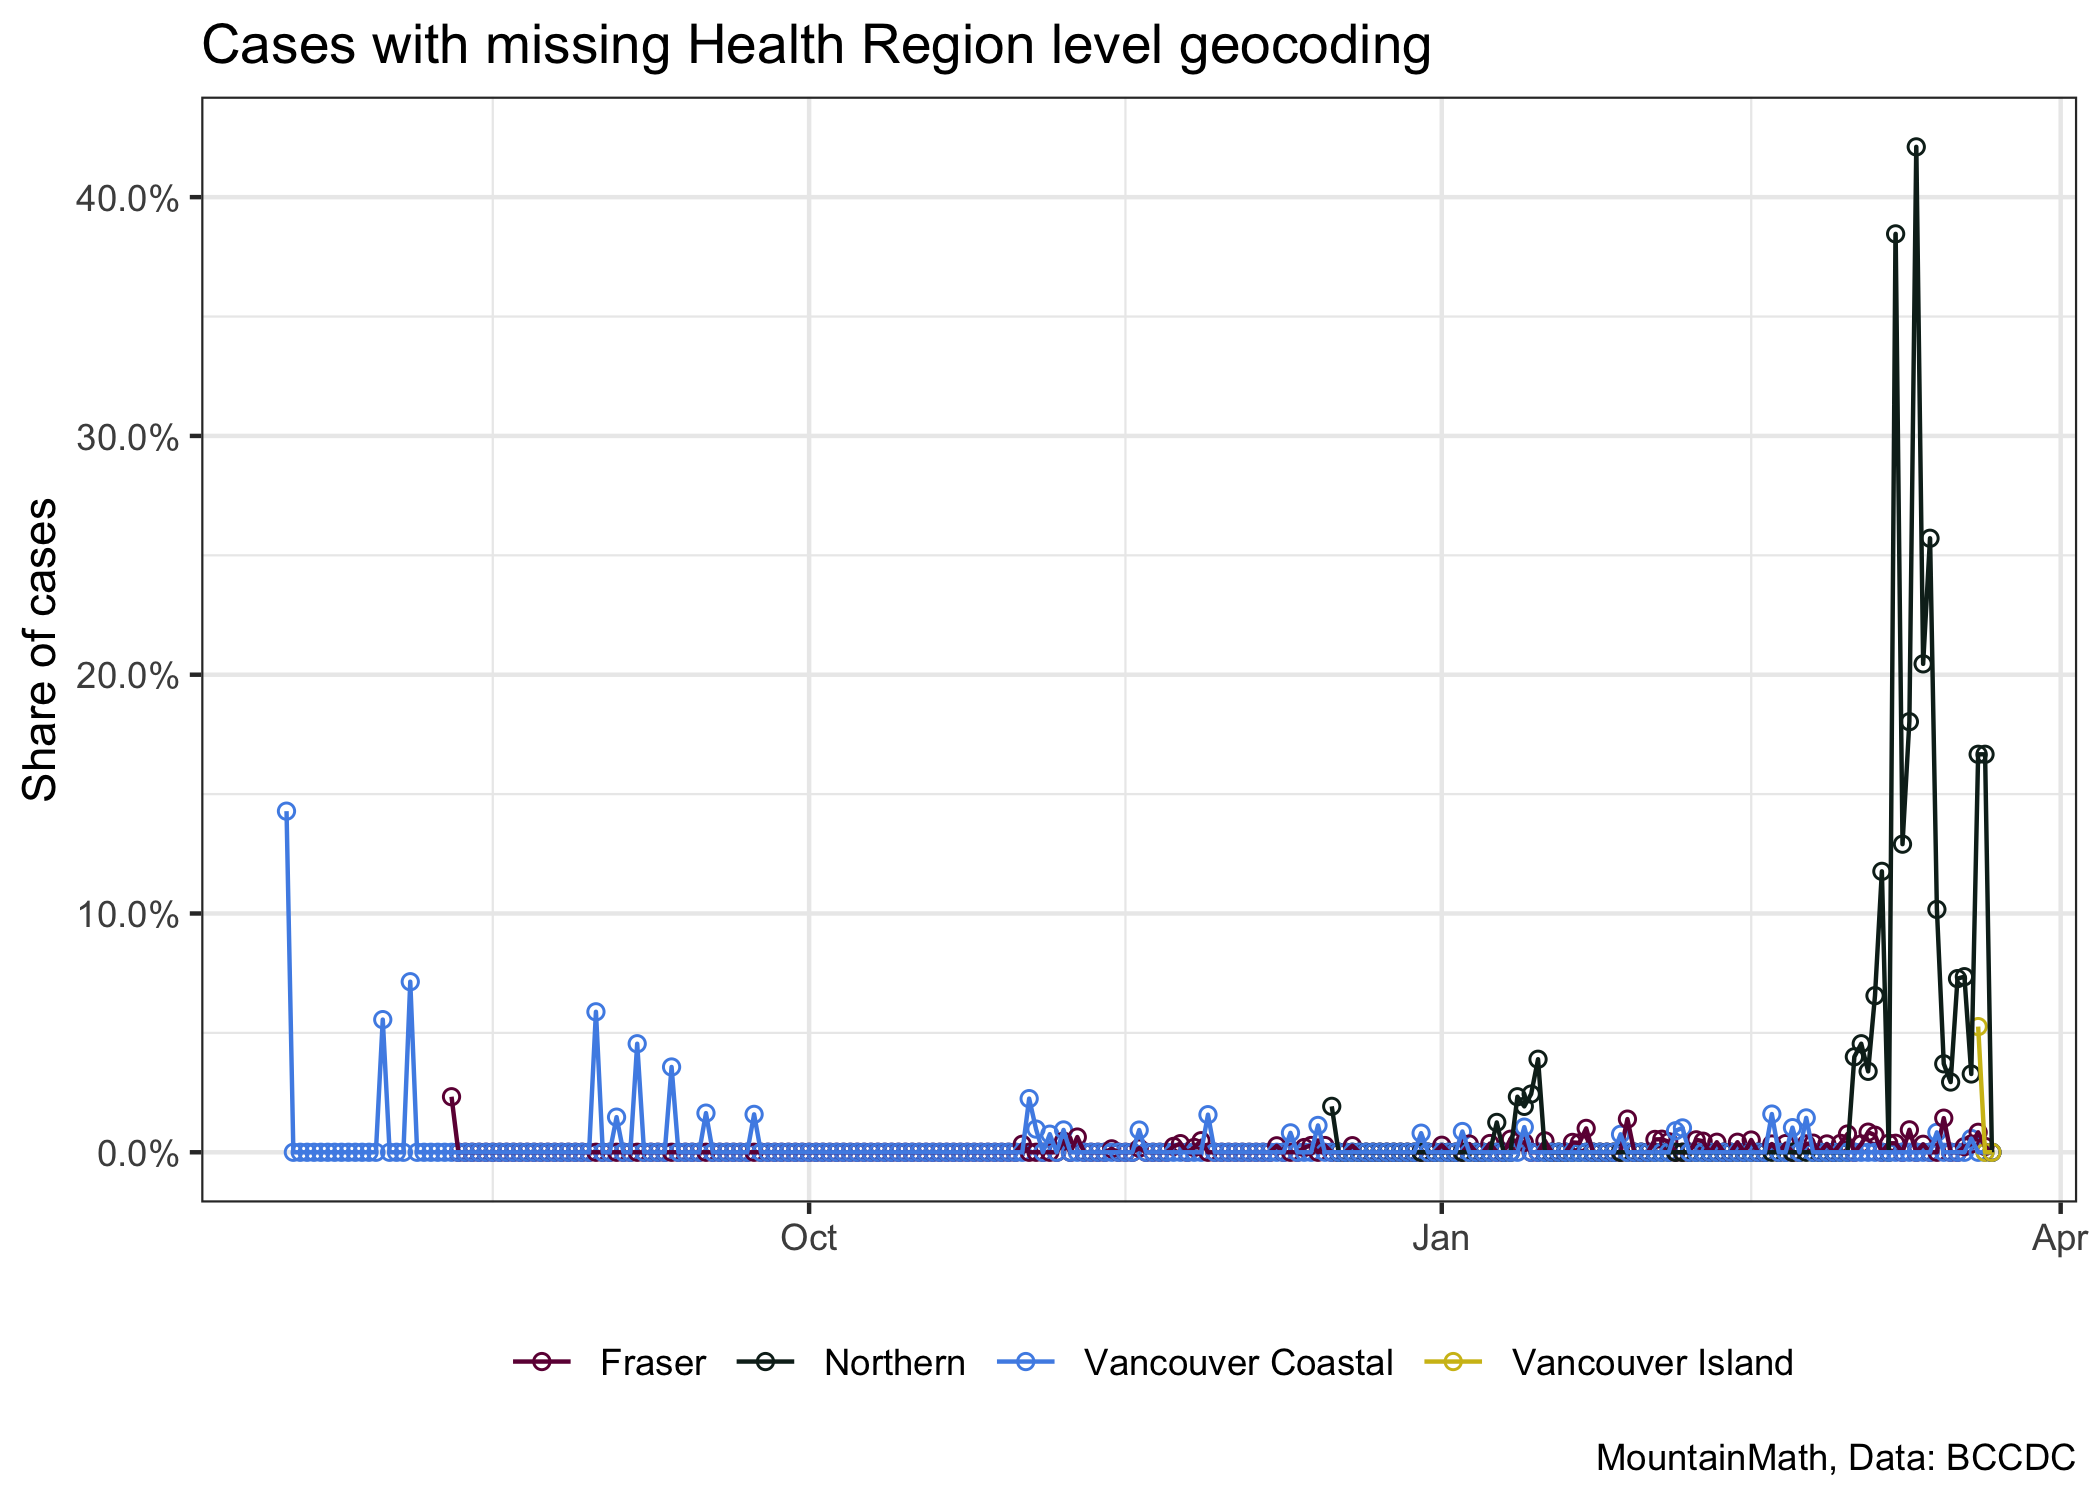 Cases with missing Health Region level geocoding
Share of cases
40.0%
30.0%
20.0%
10.0%
0.0%
Oct Jan Apr
Fraser Northern Vancouver Coastal Vancouver Island
MountainMath, Data: BCCDC